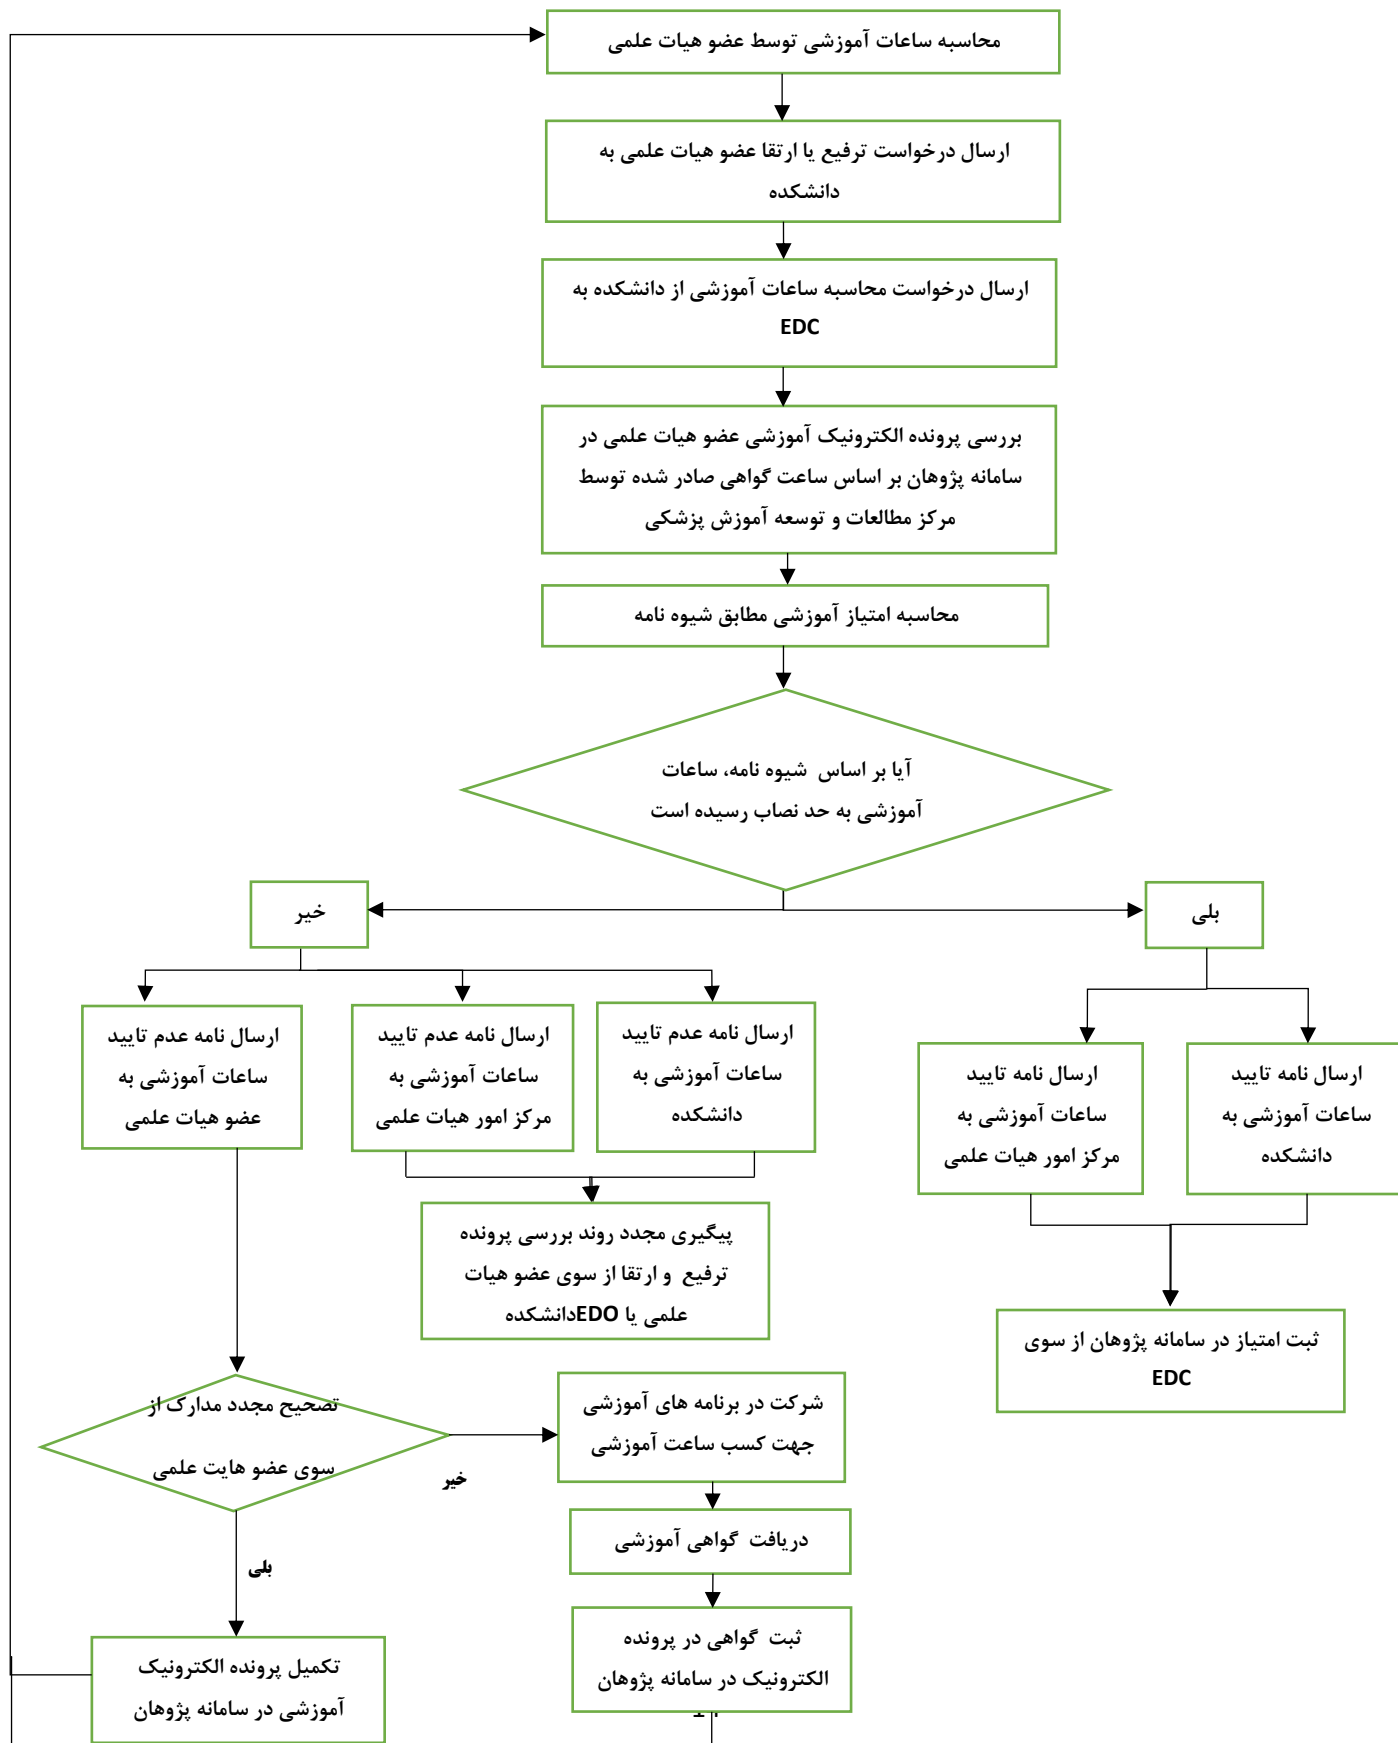 محاسبه ساعات آموزشی توسط عضو هیات علمی
ارسال درخواست ترفیع یا ارتقا عضو هیات علمی به
دانشکده
ارسال درخواست محاسبه ساعات آموزشی از دانشکده به
EDC
بررسی پرونده الکترونیک آموزشی عضو هیات علمی در
سامانه پژوهان بر اساس ساعت گواهی صادر شده توسط
مرکز مطالعات و توسعه آموزش پزشکی
محاسبه امتیاز آموزشی مطابق شیوه نامه
آیا بر اساس شیوه نامه، ساعات
آموزشی به حد نصاب رسیده است
بلی
خیر
ارسال نامه تایید
ساعات آموزشی به
دانشکده
ارسال نامه تایید
ساعات آموزشی به
مرکز امور هیات علمی
ثبت امتیاز در سامانه پژوهان از سوی
EDC
ارسال نامه عدم تایید
ساعات آموزشی به
دانشکده
ارسال نامه عدم تایید
ساعات آموزشی به
مرکز امور هیات علمی
ارسال نامه عدم تایید
ساعات آموزشی به
عضو هیات علمی
پیگیری مجدد روند بررسی پرونده
ترفیع و ارتقا از سوی عضو هیات
علمی یا EDOدانشکده
تصحیح مجدد مدارک از
سوی عضو هایت علمی
خیر
بلی
شرکت در برنامه های آموزشی
جهت کسب ساعت آموزشی
دریافت گواهی آموزشی
ثبت گواهی در پرونده
الکترونیک در سامانه پژوهان
تکمیل پرونده الکترونیک
آموزشی در سامانه پژوهان